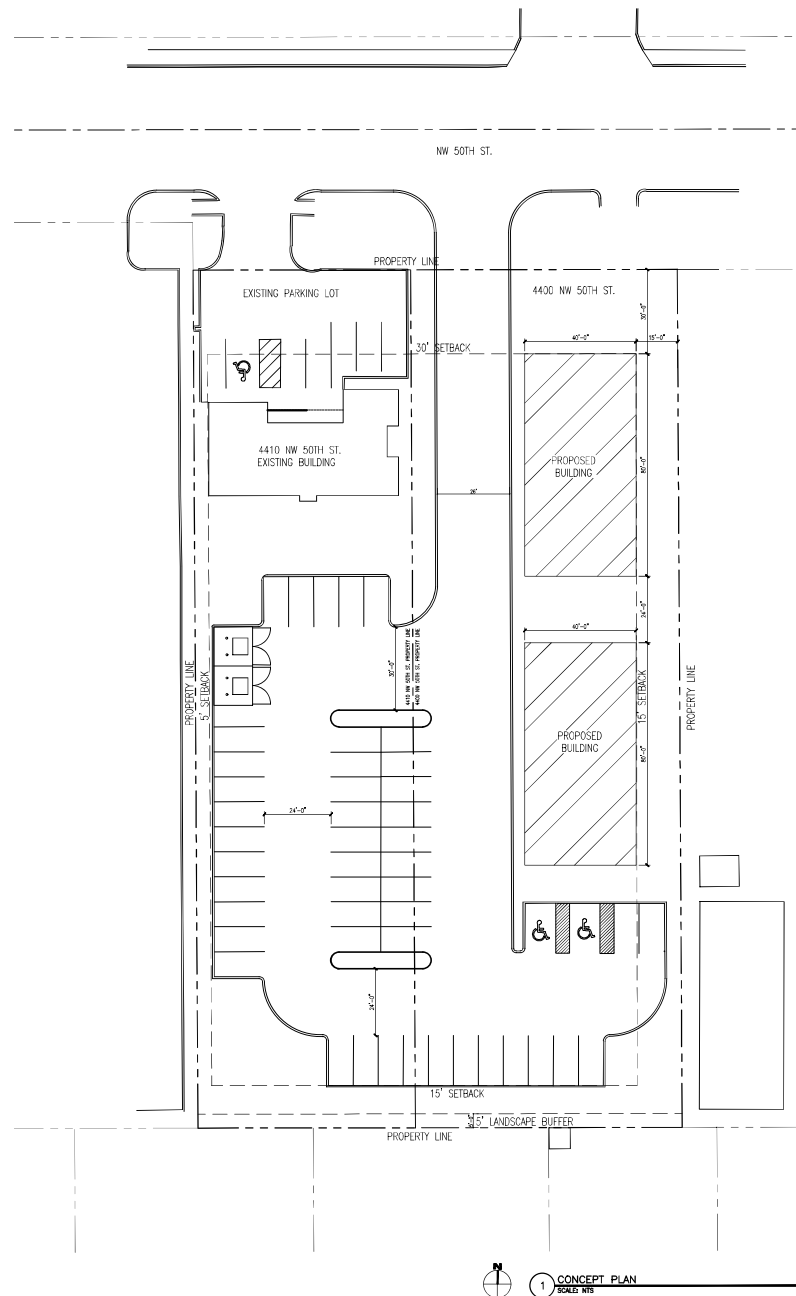 NW 50TH ST.
PROPERTY LINE
EXISTING PARKING LOT
4400 NW 50TH ST.
30'-0"
40'-0"
15'-0"
30' SETBACK
4410 NW 50TH ST.
EXISTING BUILDING
PROPOSED
BUILDING
80'-0"
26'
24'-0"
40'-0"
30'-0"
4410 NW 50TH ST. PROPERTY LINE
4400 NW 50TH ST. PROPERTY LINE
PROPERTY LINE
5' SETBACK
15' SETBACK
PROPERTY LINE
PROPOSED
BUILDING
80'-0"
24'-0"
24'-0"
15' SETBACK
5' LANDSCAPE BUFFER
PROPERTY LINE
N
1
CONCEPT PLAN
SCALE: NTS